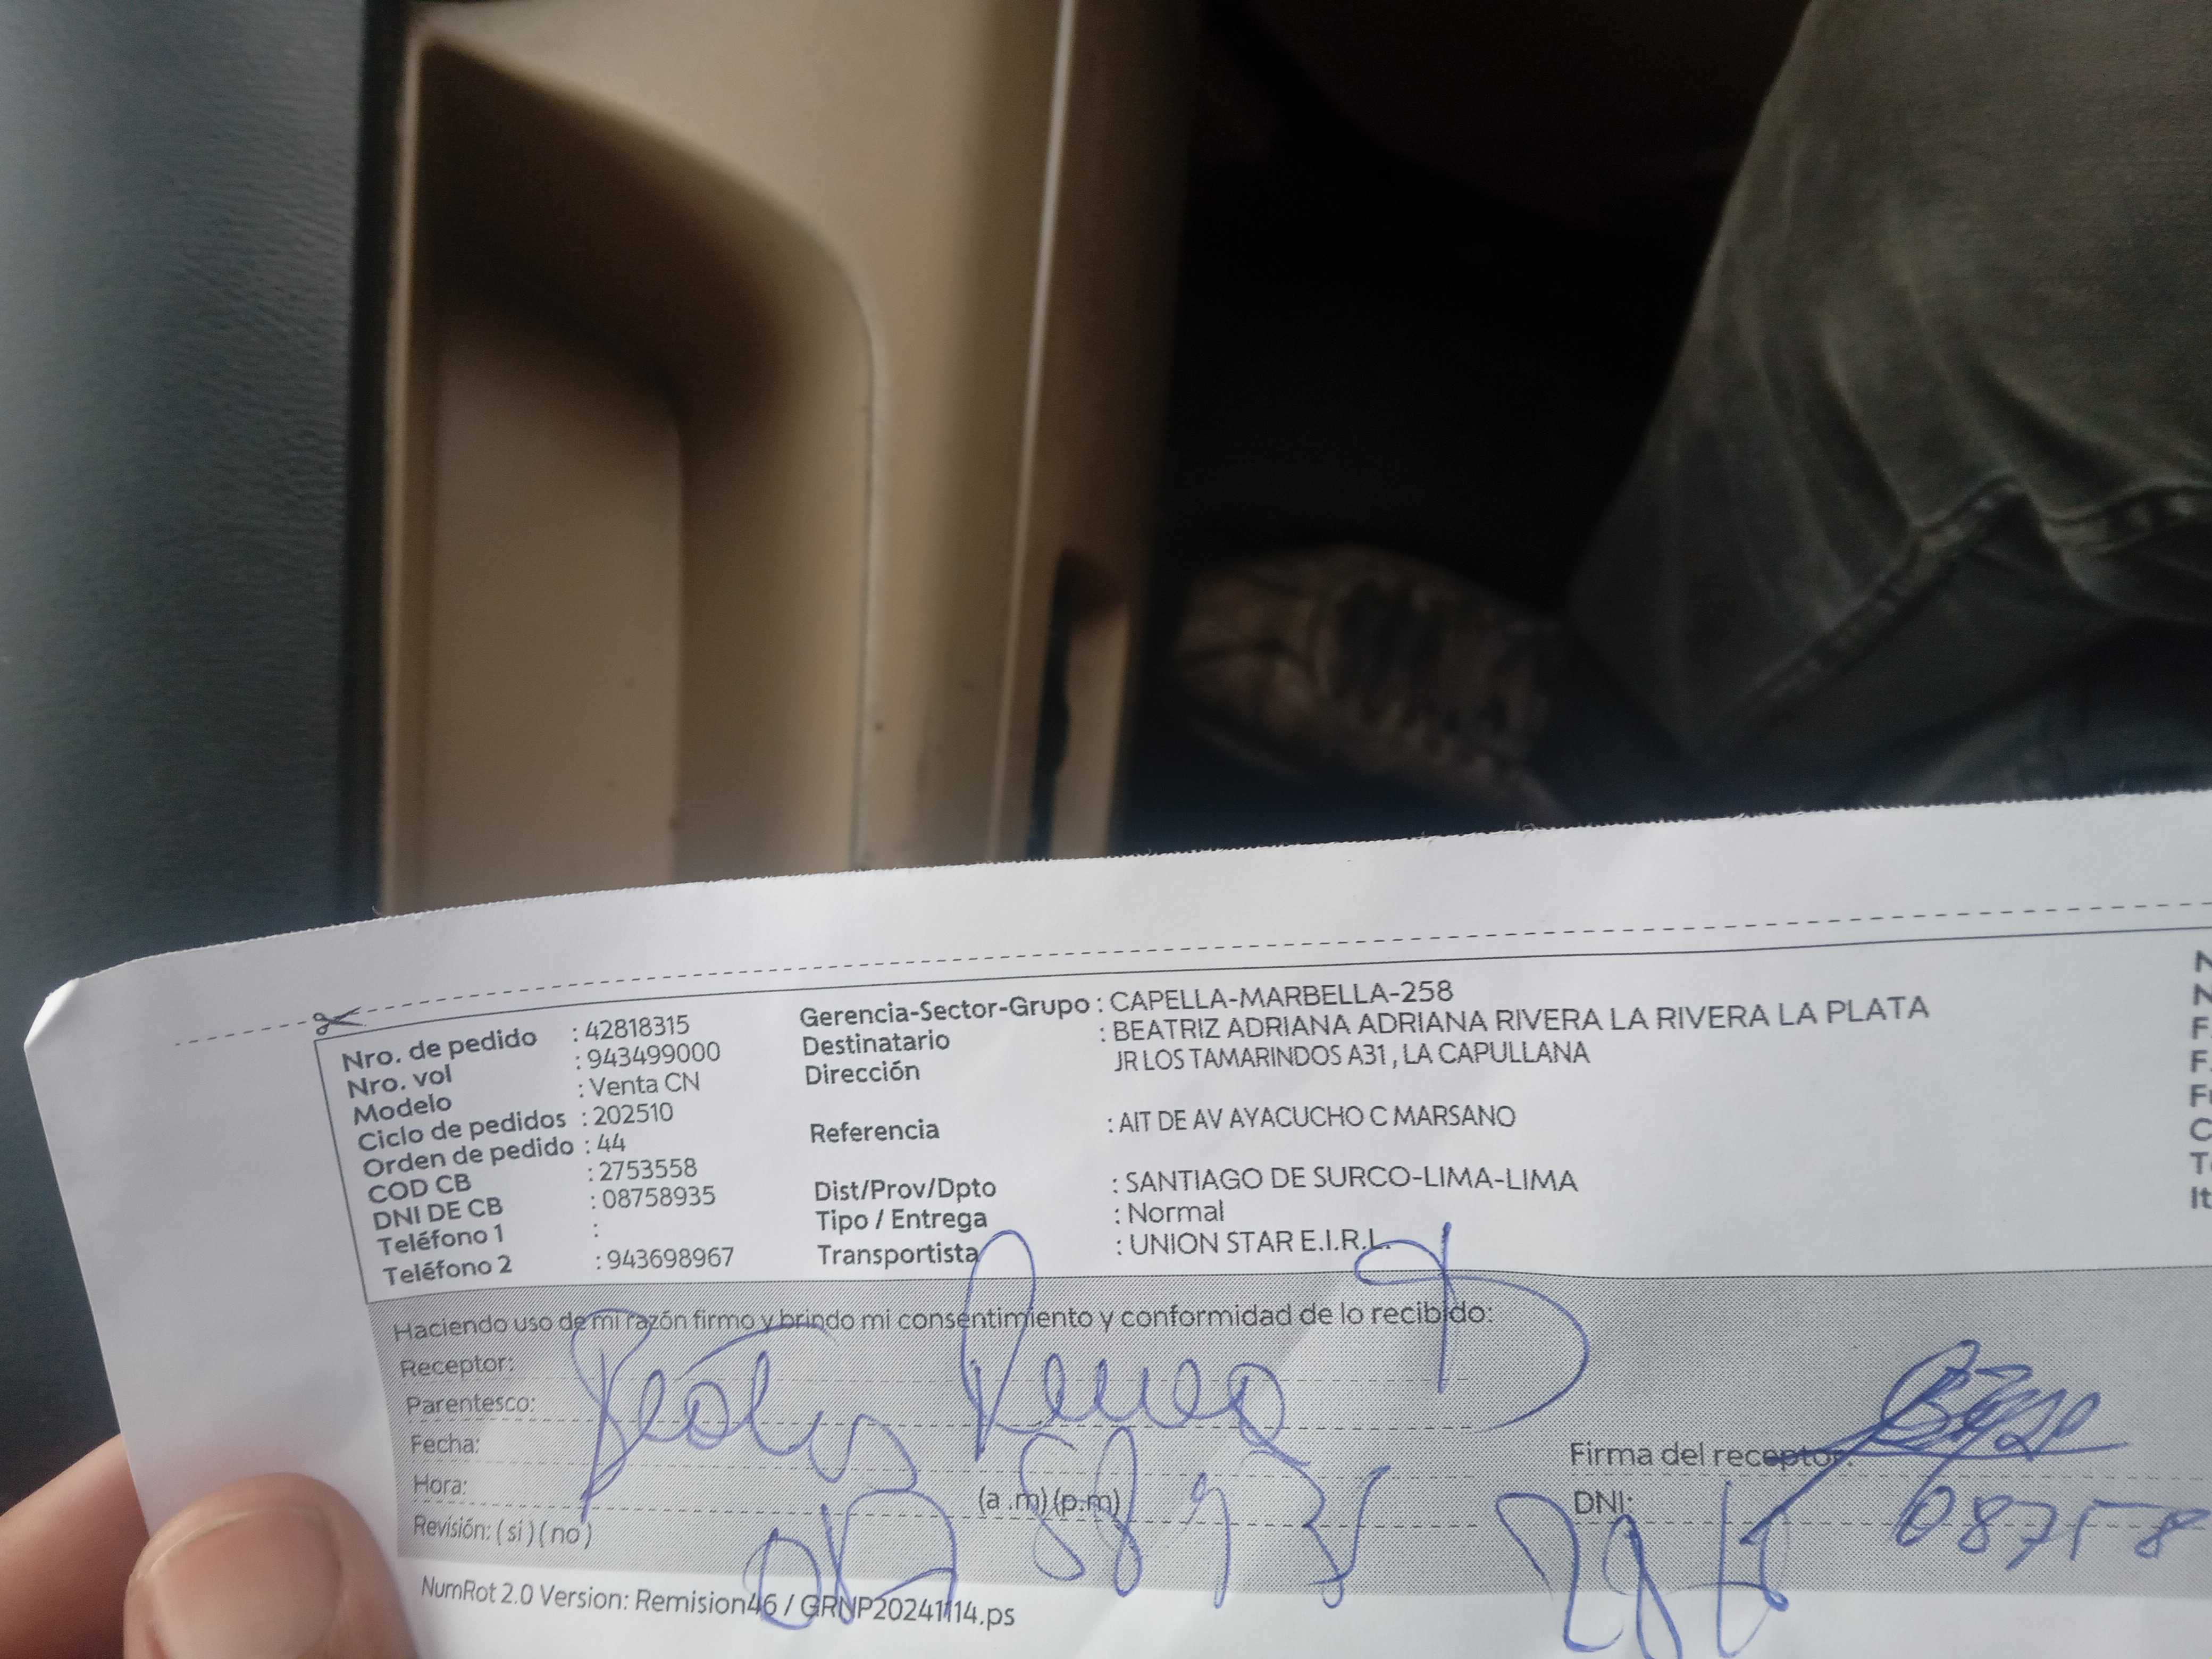 Nro. de pedido : 42818315
Nro. vol : 943499000
Modelo : Venta CN
Ciclo de pedidos : 202510
Orden de pedido : 44
COD CB : 2753558
DNI DE CB : 08758935
Teléfono 1 :
Teléfono 2 : 943698967
Gerencia-Sector-Grupo : CAPELLA-MARBELLA-258
Destinatario : BEATRIZ ADRIANA ADRIANA RIVERA LA RIVERA LA PLATA
Dirección JR LOS TAMARINDOS A31 , LA CAPULLANA
Referencia : AIT DE AV AYACUCHO C MARSANO
Dist/Prov/Dpto : SANTIAGO DE SURCO-LIMA-LIMA
Tipo / Entrega : Normal
Transportista : UNION STAR E.I.R.L.
Haciendo uso de mi razón firmo y brindo mi consentimiento y conformidad de lo recibido:
Receptor:
Parentesco:
Fecha:
Hora: (a .m) (p.m)
Revisión: ( si ) ( no )
Firma del receptor:
DNI: 08758
NumRot 2.0 Version: Remision46 / GRNP20241114.ps